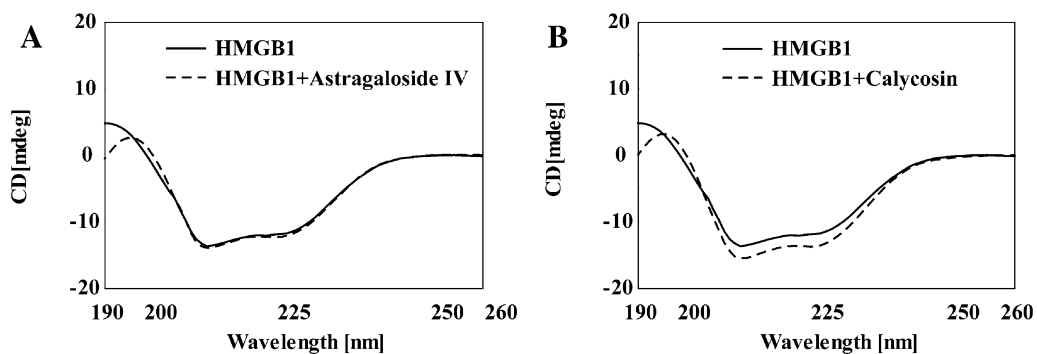 A
20
HMGB1
HMGB1+Astragaloside IV
10
0
-10
-20
CD[mdeg]
190 200 225 250 260
Wavelength [nm]
B
20
HMGB1
HMGB1+Calycosin
10
0
-10
-20
CD[mdeg]
190 200 225 250 260
Wavelength [nm]